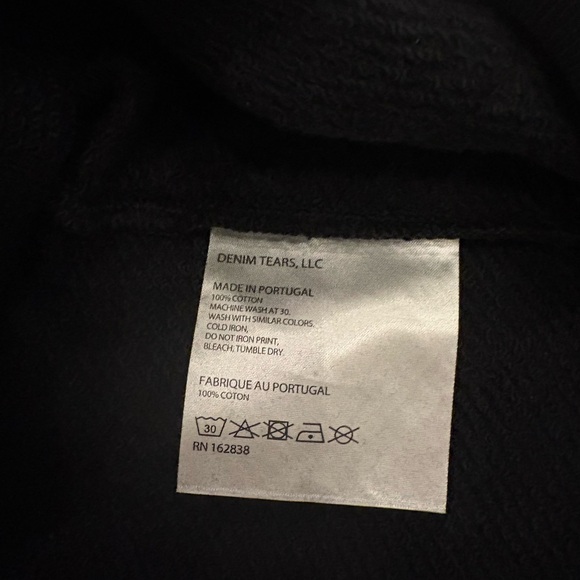 DENIM TEARS, LLC
MADE IN PORTUGAL
100% COTTON
MACHINE WASH AT 30.
WASH WITH SIMILAR COLORS.
COLD IRON,
DO NOT IRON PRINT,
BLEACH, TUMBLE DRY.
FABRIQUE AU PORTUGAL
100% COTON
30
RN 162838